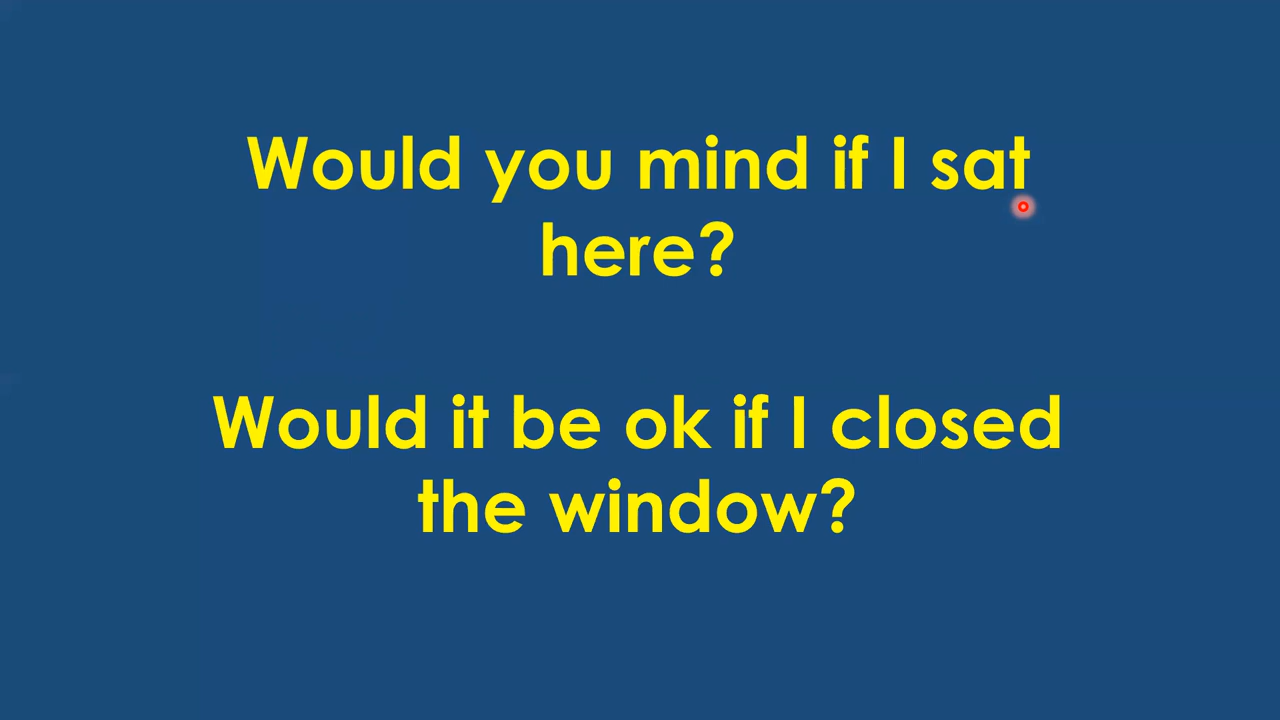 Would you mind if I sat
here?
Would it be ok if I closed
the window?